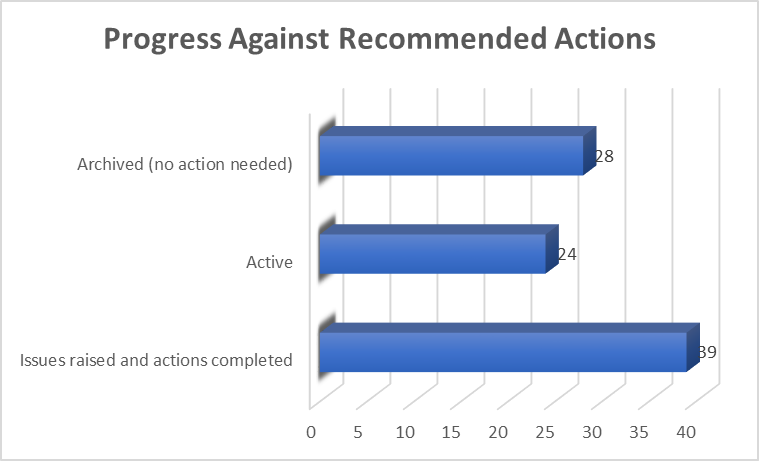 Progress Against Recommended Actions
Archived (no action needed)
28
Active
24
Issues raised and actions completed
39
0 5 10 15 20 25 30 35 40